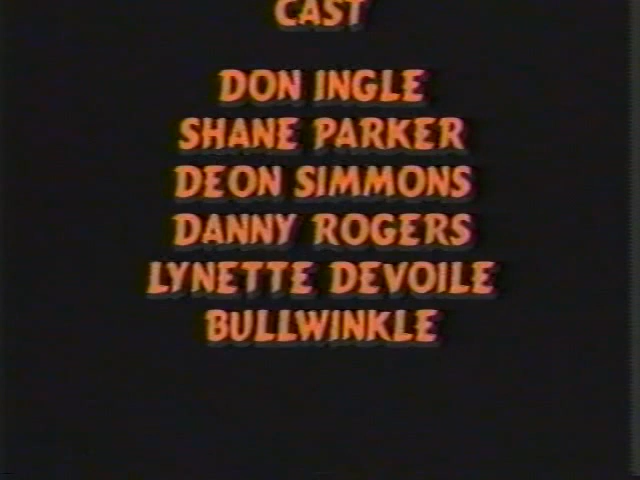 CAST
DON INGLE
SHANE PARKER
DEON SIMMONS
DANNY ROGERS
LYNETTE DEVOILE
BULLWINKLE